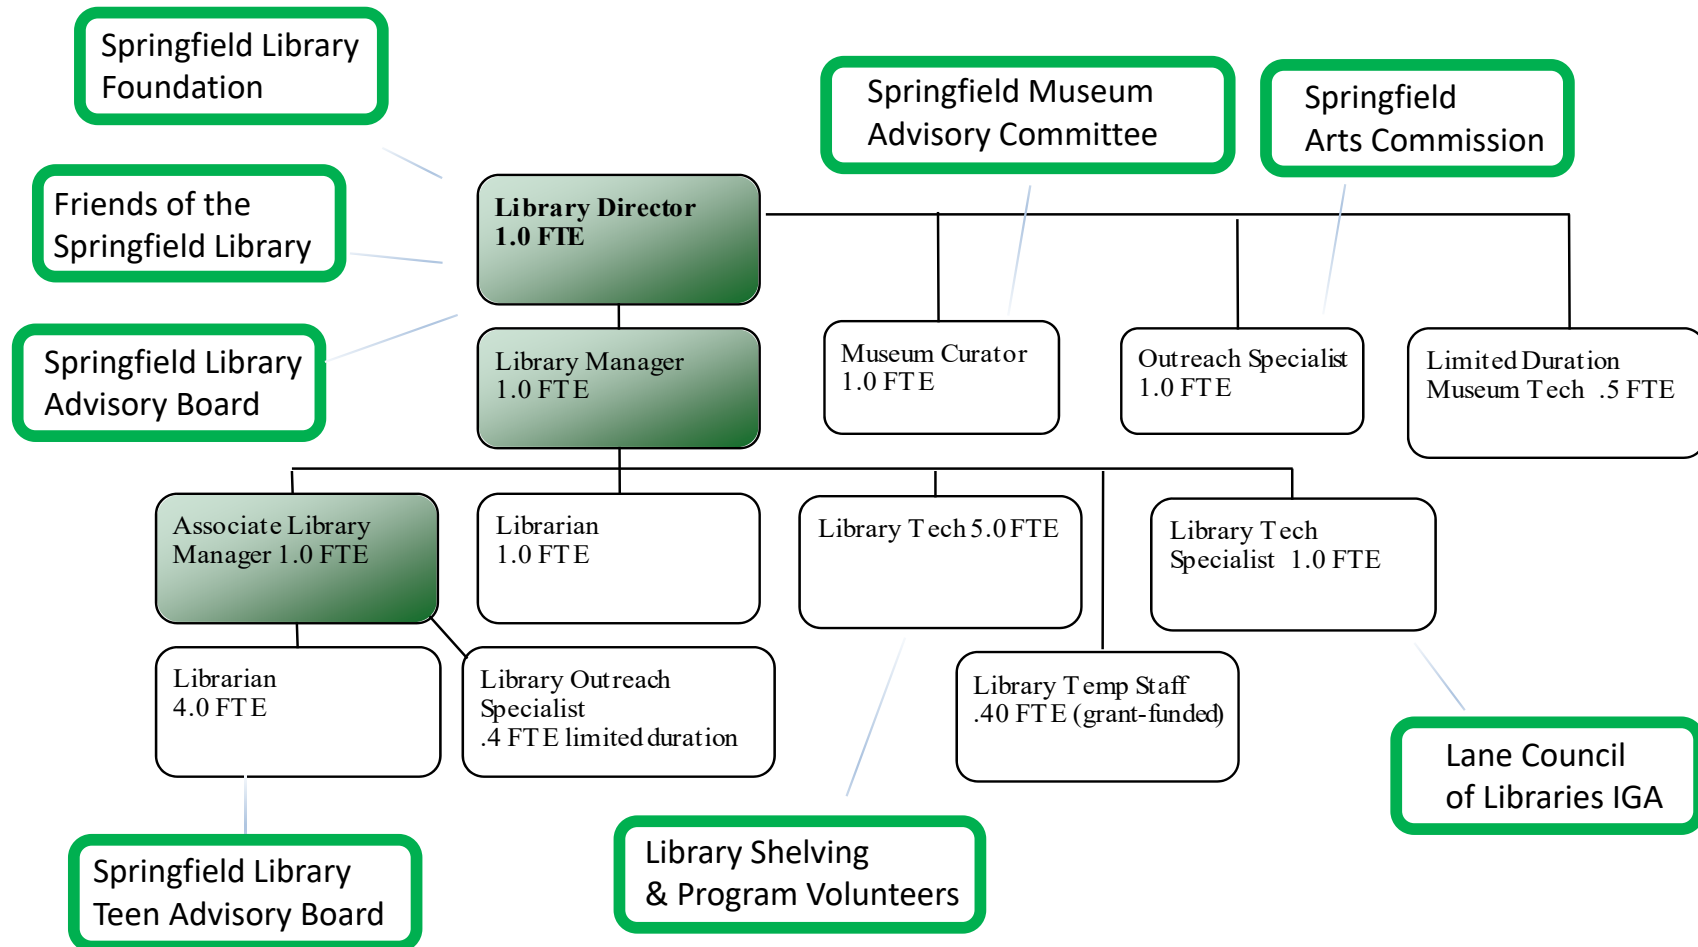 Springfield Library
Foundation
Springfield Museum
Advisory Committee
Springfield
Arts Commission
Friends of the
Springfield Library
Library Director
1.0 FTE
Springfield Library
Advisory Board
Library Manager
1.0 FTE
Museum Curator
1.0 FTE
Outreach Specialist
1.0 FTE
Limited Duration
Museum Tech .5 FTE
Associate Library
Manager 1.0 FTE
Librarian
1.0 FTE
Library Tech 5.0 FTE
Library Tech
Specialist 1.0 FTE
Librarian
4.0 FTE
Library Outreach
Specialist
.4 FTE limited duration
Library Temp Staff
.40 FTE (grant-funded)
Lane Council
of Libraries IGA
Springfield Library
Teen Advisory Board
Library Shelving
& Program Volunteers